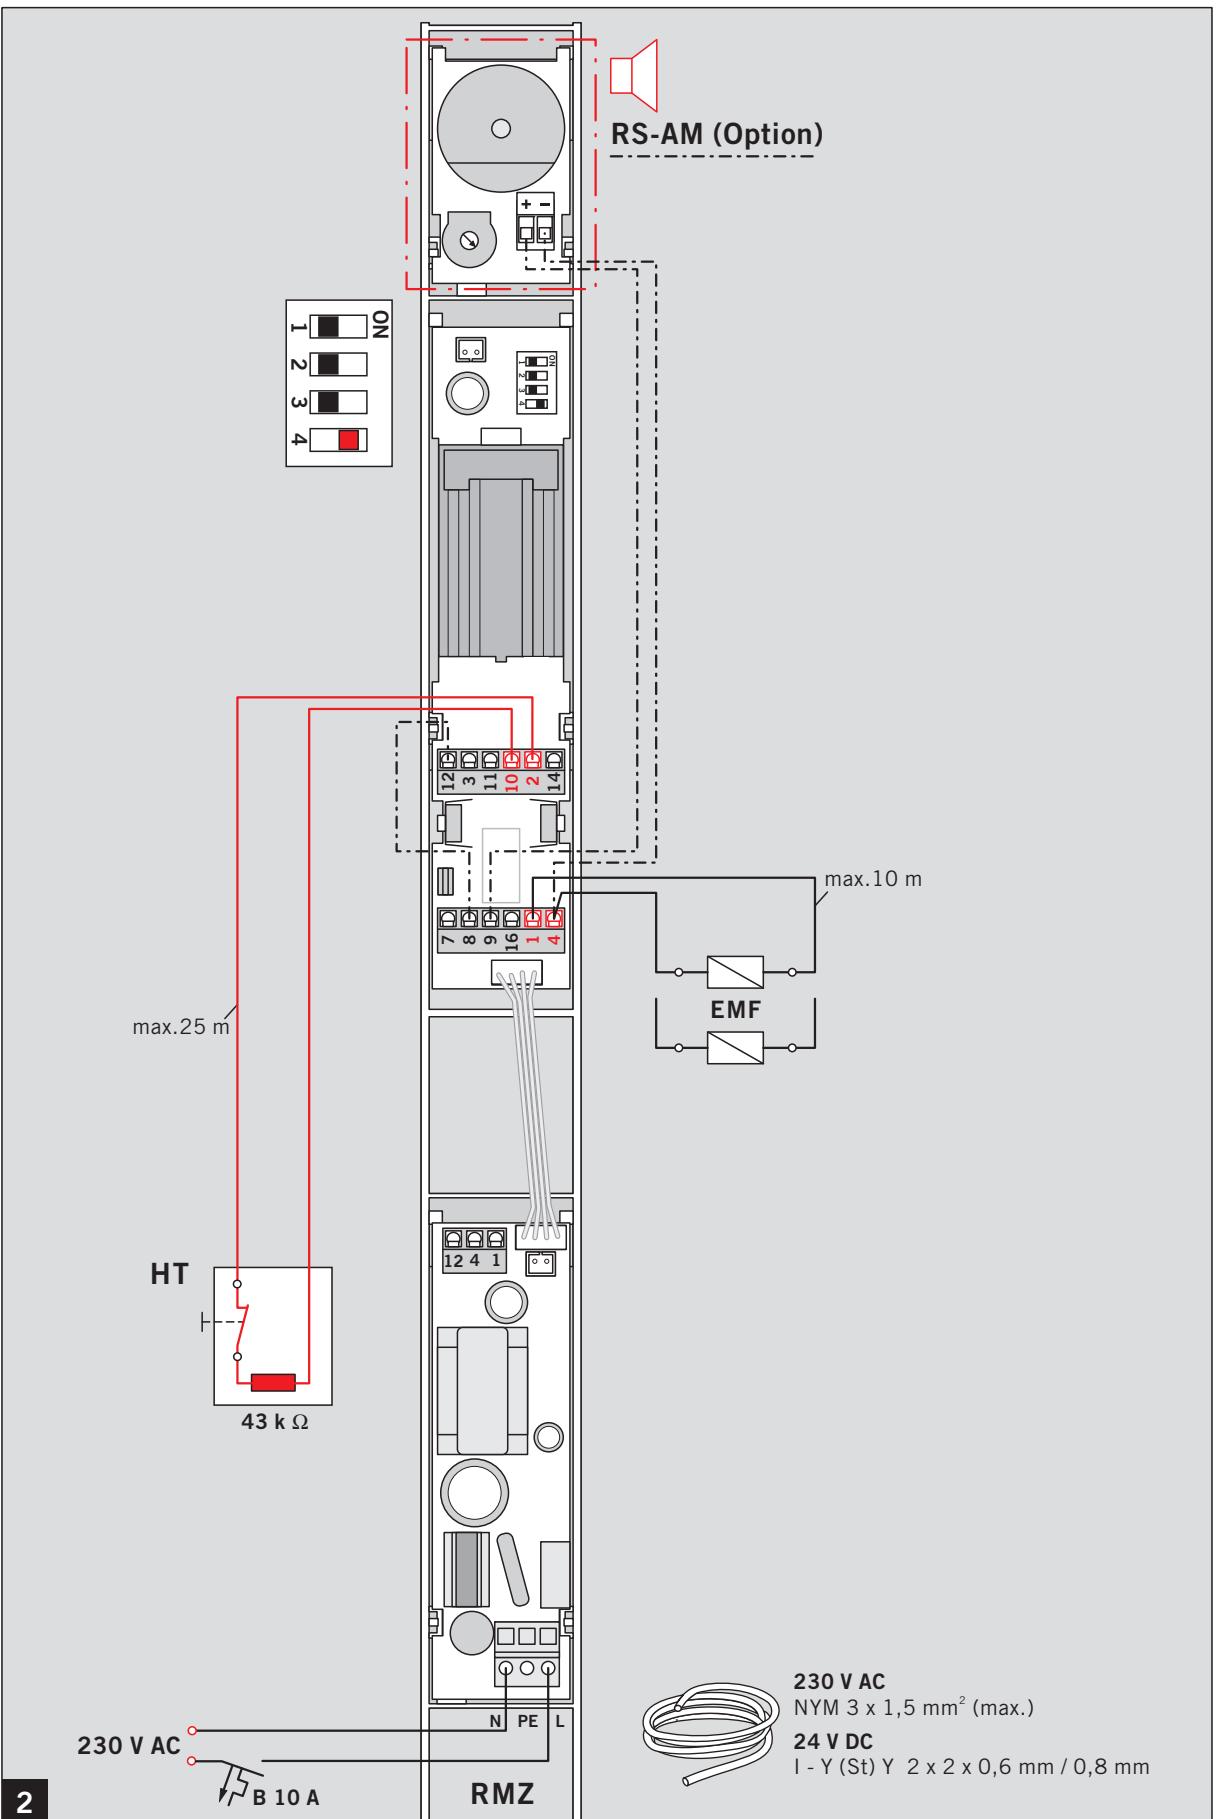 RS-AM (Option)
+ −
ON
1
2
3
4
ON
1
2
3
4
12 3 11 10 2 14
max.10 m
7 8 9 16 1 4
EMF
max.25 m
12 4 1
HT
43 k Ω
230 V AC
NYM 3 x 1,5 mm² (max.)
24 V DC
I - Y (St) Y 2 x 2 x 0,6 mm / 0,8 mm
N PE L
230 V AC
B 10 A
RMZ
2